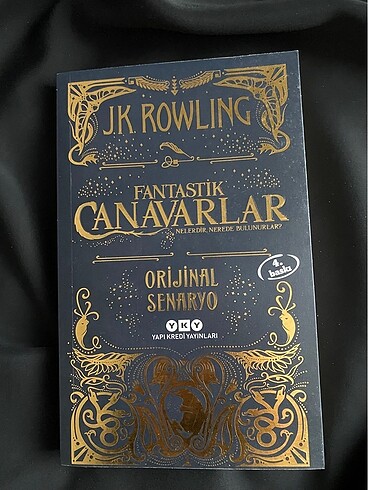 J.K. ROWLING
FANTASTİK
CANAVARLAR
NELERDİR, NEREDE BULUNURLAR?
4. baskı
ORİJİNAL
SENARYO
YKY
YAPI KREDİ YAYINLARI